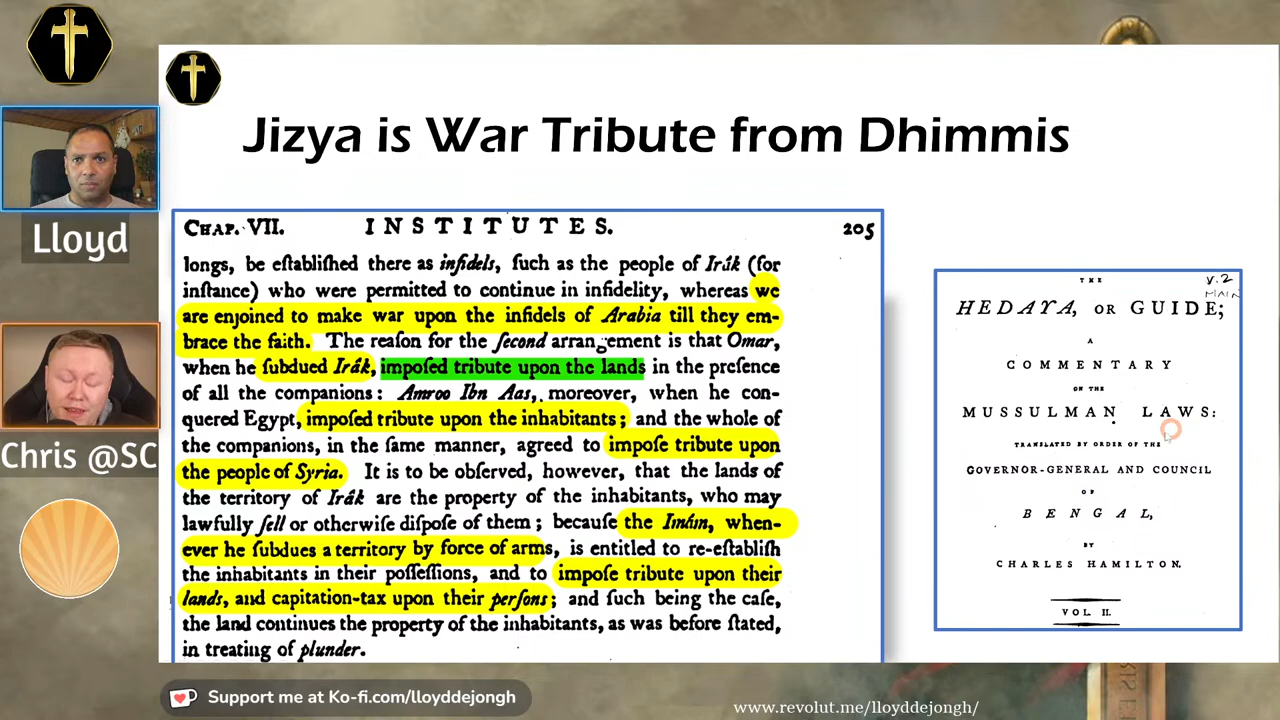 Jizya is War Tribute from Dhimmis
Lloyd
Chris @SC
CHAP. VII. INSTITUTES. 205
longs, be eſtabliſhed there as infidels, ſuch as the people of Irák (for
inſtance) who were permitted to continue in infidelity, whereas we
are enjoined to make war upon the infidels of Arabia till they em-
brace the faith. The reaſon for the ſecond arrangement is that Omar,
when he ſubdued Irák, impoſed tribute upon the lands in the preſence
of all the companions: Amroo Ibn Aas, moreover, when he con-
quered Egypt, impoſed tribute upon the inhabitants; and the whole of
the companions, in the ſame manner, agreed to impoſe tribute upon
the people of Syria. It is to be obſerved, however, that the lands of
the territory of Irák are the property of the inhabitants, who may
lawfully ſell or otherwiſe diſpoſe of them; becauſe the Imám, when-
ever he ſubdues a territory by force of arms, is entitled to re-eſtabliſh
the inhabitants in their poſſeſſions, and to impoſe tribute upon their
lands, and capitation-tax upon their perſons; and ſuch being the caſe,
the land continues the property of the inhabitants, as was before ſtated,
in treating of plunder.
THE
V.2
MAIN
HEDAYA, OR GUIDE;
A
COMMENTARY
ON THE
MUSSULMAN LAWS:
TRANSLATED BY ORDER OF THE
GOVERNOR-GENERAL AND COUNCIL
OF
BENGAL,
BY
CHARLES HAMILTON.
VOL II.
Support me at Ko-fi.com/lloyddejongh
www.revolut.me/lloyddejongh/